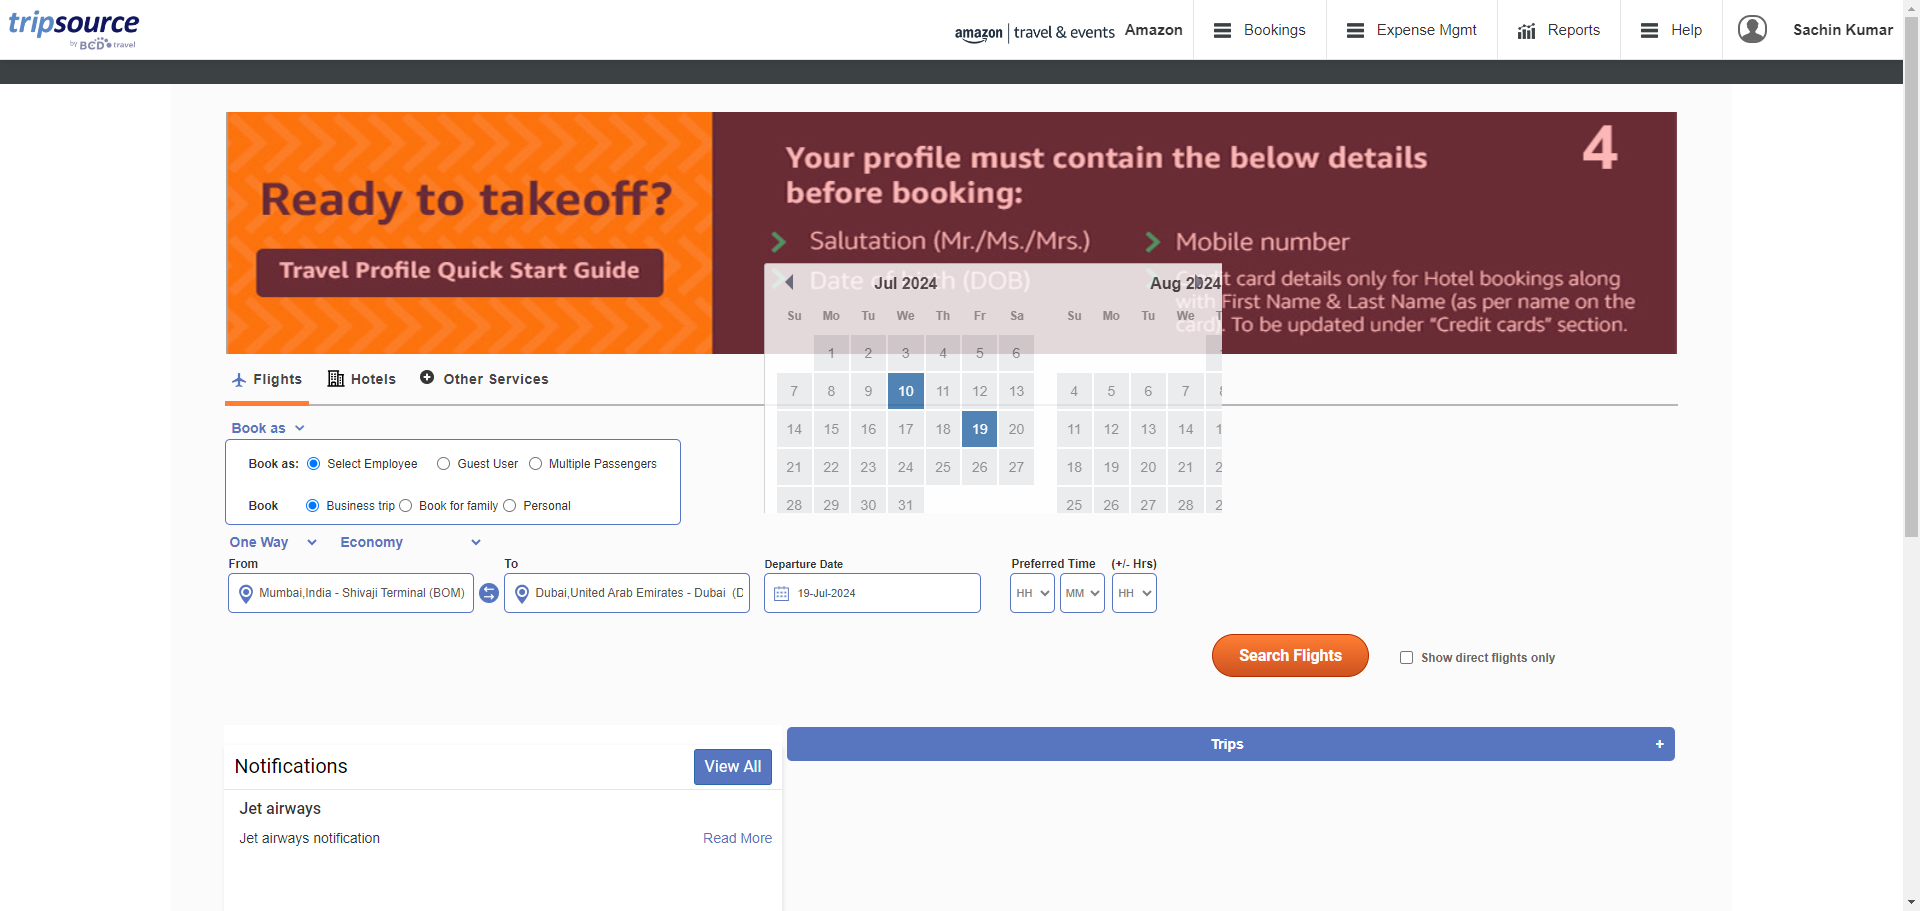 tripsource
by BCD travel
amazon | travel & events Amazon
Bookings
Expense Mgmt
Reports
Help
Sachin Kumar
Ready to takeoff?
Travel Profile Quick Start Guide
Your profile must contain the below details
before booking:
4
Salutation (Mr./Ms./Mrs.)
Mobile number
Date of birth (DOB)
Credit card details only for Hotel bookings along
with First Name & Last Name (as per name on the
card). To be updated under "Credit cards" section.
Jul 2024
Su Mo Tu We Th Fr Sa
1 2 3 4 5 6
7 8 9 10 11 12 13
14 15 16 17 18 19 20
21 22 23 24 25 26 27
28 29 30 31
Aug 2024
Su Mo Tu We
4 5 6 7
11 12 13 14
18 19 20 21
25 26 27 28
Flights
Hotels
Other Services
Book as
Book as: Select Employee Guest User Multiple Passengers
Book Business trip Book for family Personal
One Way Economy
From
To
Departure Date
Preferred Time (+/- Hrs)
Mumbai,India - Shivaji Terminal (BOM)
Dubai,United Arab Emirates - Dubai (D
19-Jul-2024
HH MM HH
Search Flights
Show direct flights only
Notifications
View All
Trips +
Jet airways
Jet airways notification
Read More